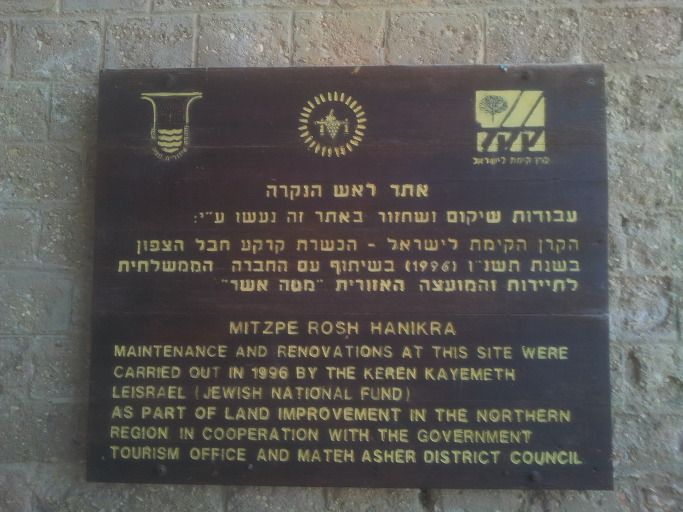 קרן קימת לישראל
אתר ראש הנקרה
עבודות שיקום ושחזור באתר זה נעשו ע״י:
הקרן הקימת לישראל - הכשרת קרקע חבל הצפון
בשנת תשנ״ו (1996) בשיתוף עם החברה הממשלתית
לתיירות והמועצה האזורית ״מטה אשר״
MITZPE ROSH HANIKRA
MAINTENANCE AND RENOVATIONS AT THIS SITE WERE
CARRIED OUT IN 1996 BY THE KEREN KAYEMETH
LEISRAEL (JEWISH NATIONAL FUND)
AS PART OF LAND IMPROVEMENT IN THE NORTHERN
REGION IN COOPERATION WITH THE GOVERNMENT
TOURISM OFFICE AND MATEH ASHER DISTRICT COUNCIL